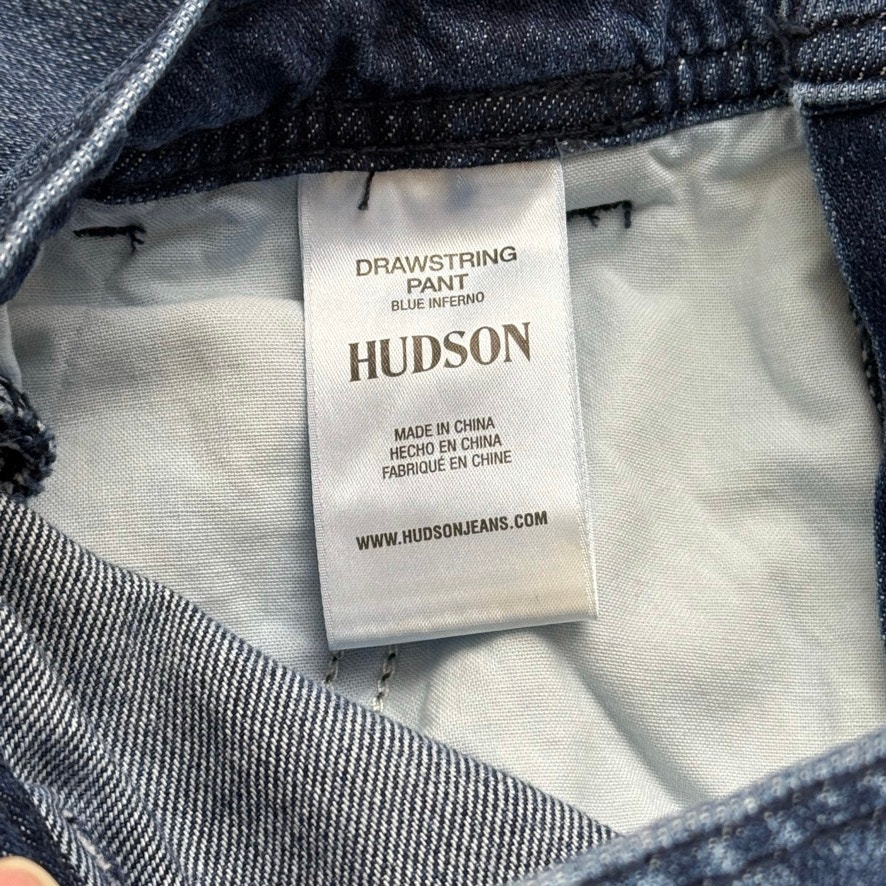 DRAWSTRING
PANT
BLUE INFERNO
HUDSON
MADE IN CHINA
HECHO EN CHINA
FABRIQUÉ EN CHINE
WWW.HUDSONJEANS.COM